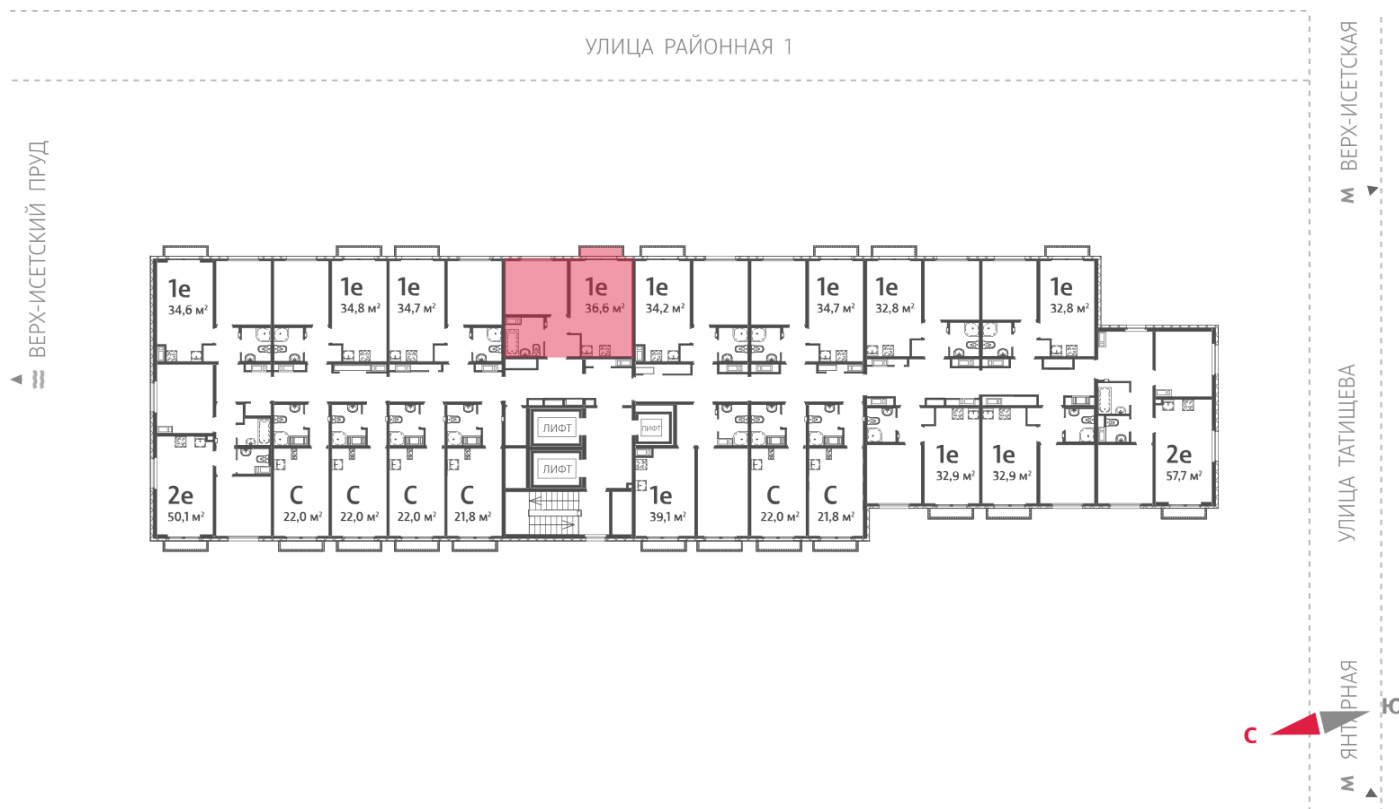 УЛИЦА РАЙОННАЯ 1
М ВЕРХ-ИСЕТСКАЯ
ВЕРХ-ИСЕТСКИЙ ПРУД
1е
34,6 м²
1е
34,8 м²
1е
34,7 м²
1е
36,6 м²
1е
34,2 м²
1е
34,7 м²
1е
32,8 м²
1е
32,8 м²
УЛИЦА ТАТИЩЕВА
ЛИФТ
ЛИФТ
ЛИФТ
2е
50,1 м²
С
22,0 м²
С
22,0 м²
С
22,0 м²
С
21,8 м²
1е
39,1 м²
С
22,0 м²
С
21,8 м²
1е
32,9 м²
1е
32,9 м²
2е
57,7 м²
М ЯНТАРНАЯ
С
Ю